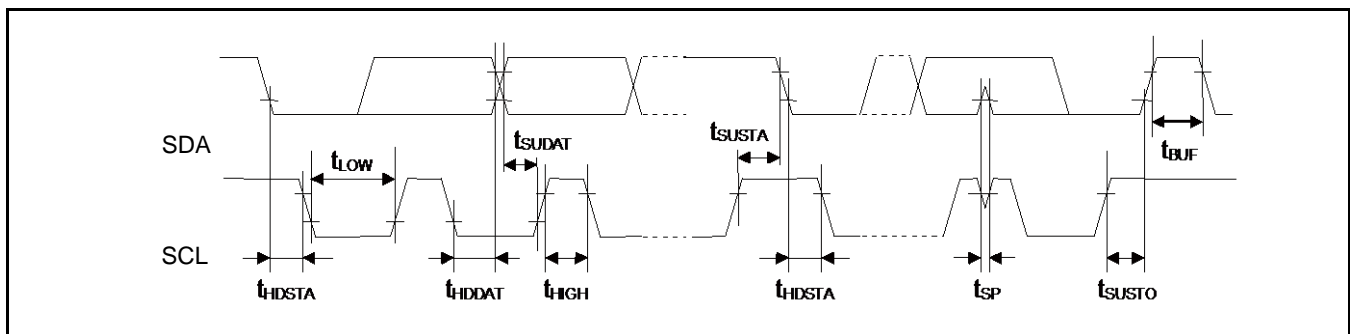 SDA
tSUSTA
tSUDAT
tBUF
tLOW
SCL
tHDSTA
tHDDAT
tHIGH
tHDSTA
tSP
tSUSTO